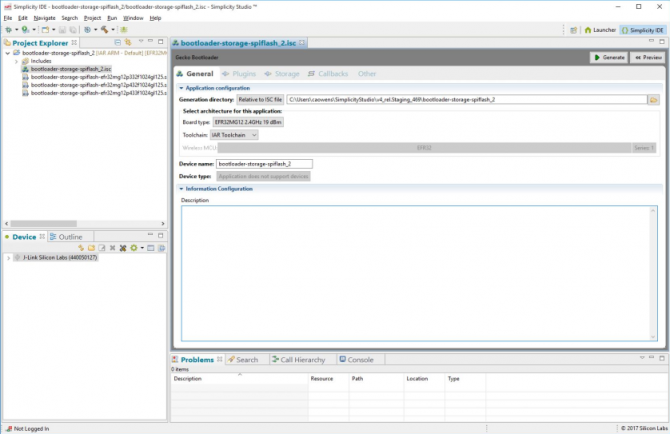 Simplicity IDE - bootloader-storage-spiflash_2/bootloader-storage-spiflash_2.isc - Simplicity Studio ™
File Edit Navigate Search Project Run Window Help
Launcher Simplicity IDE
Project Explorer
bootloader-storage-spiflash_2 [IAR ARM - Default] [EFR32M
Includes
bootloader-storage-spiflash_2.isc
bootloader-storage-spiflash-efr32mg12p332f1024gl125.
bootloader-storage-spiflash-efr32mg12p432f1024gl125.
bootloader-storage-spiflash-efr32mg12p433f1024gl125.
Device Outline
J-Link Silicon Labs (440050127)
bootloader-storage-spiflash_2.isc
Gecko Bootloader
Generate Preview
General Plugins Storage Callbacks Other
Application configuration
Generation directory: Relative to ISC file C:\Users\caowens\SimplicityStudio\v4_rel.Staging_469\bootloader-storage-spiflash_2
Select architecture for this application:
Board type: EFR32MG12 2.4GHz 19 dBm
Toolchain: IAR Toolchain
Wireless MCU: EFR32 Series 1
Device name: bootloader-storage-spiflash_2
Device type: Application does not support devices
Information Configuration
Description
Problems Search Call Hierarchy Console
0 items
Description Resource Path Location Type
Not Logged In
© 2017 Silicon Labs